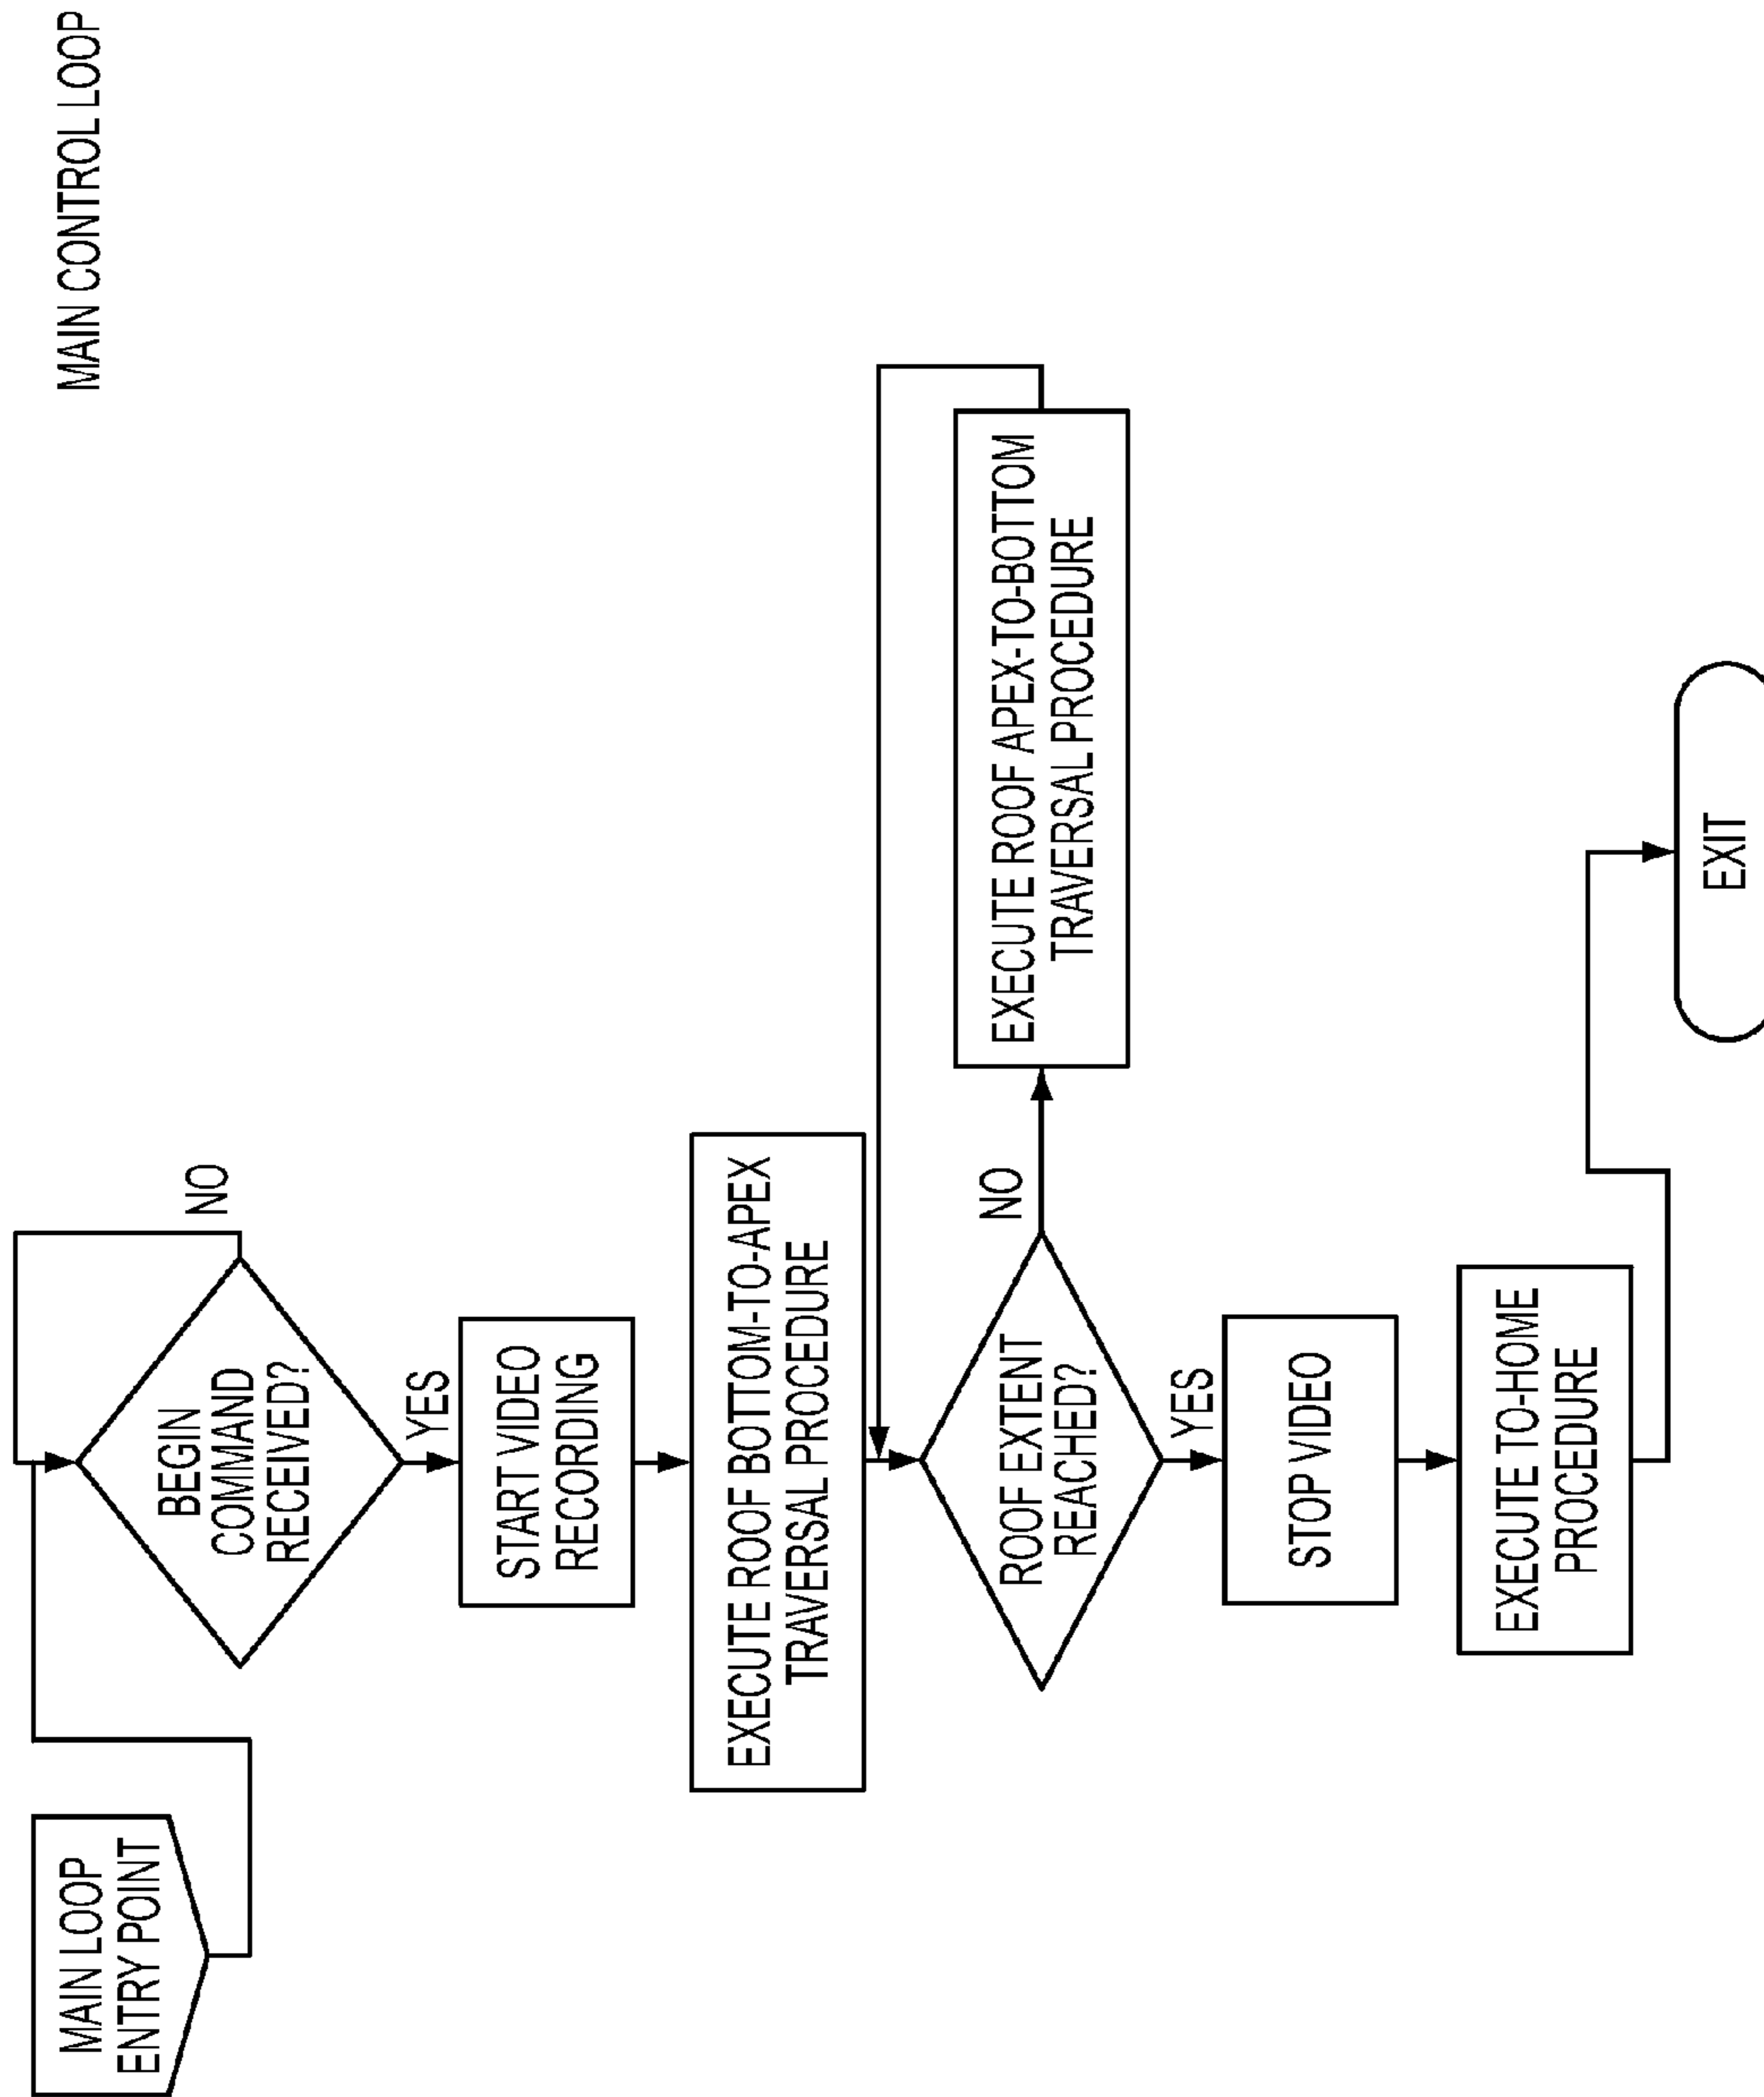 MAIN CONTROL LOOP
MAIN LOOP
ENTRY POINT
BEGIN
COMMAND
RECEIVED?
NO
YES
START VIDEO
RECORDING
EXECUTE ROOF BOTTOM-TO-APEX
TRAVERSAL PROCEDURE
ROOF EXTENT
REACHED?
NO
EXECUTE ROOF APEX-TO-BOTTOM
TRAVERSAL PROCEDURE
YES
STOP VIDEO
EXECUTE TO-HOME
PROCEDURE
EXIT